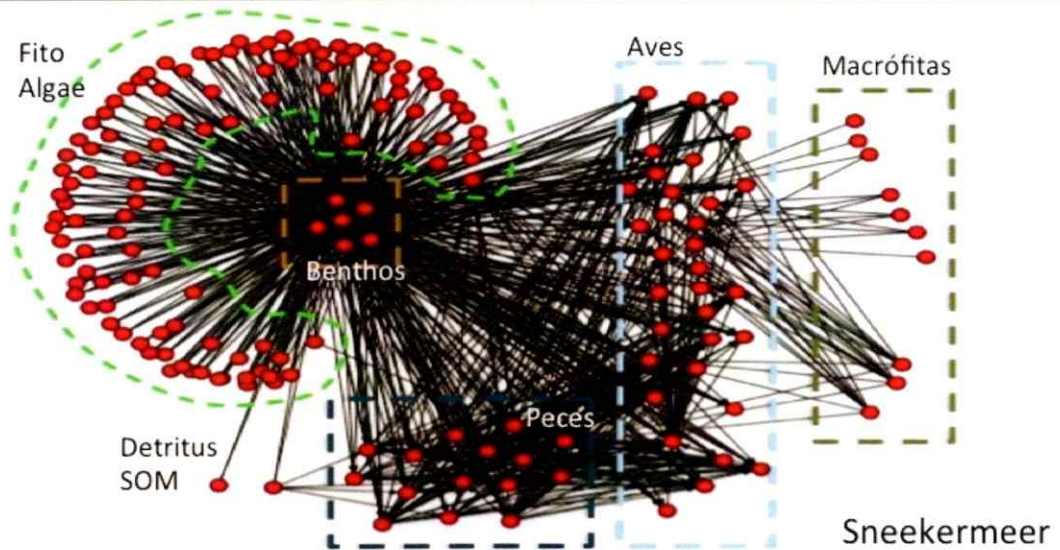 Fito
Algae
Aves
Macrófitas
Benthos
Peces
Detritus
SOM
Sneekermeer